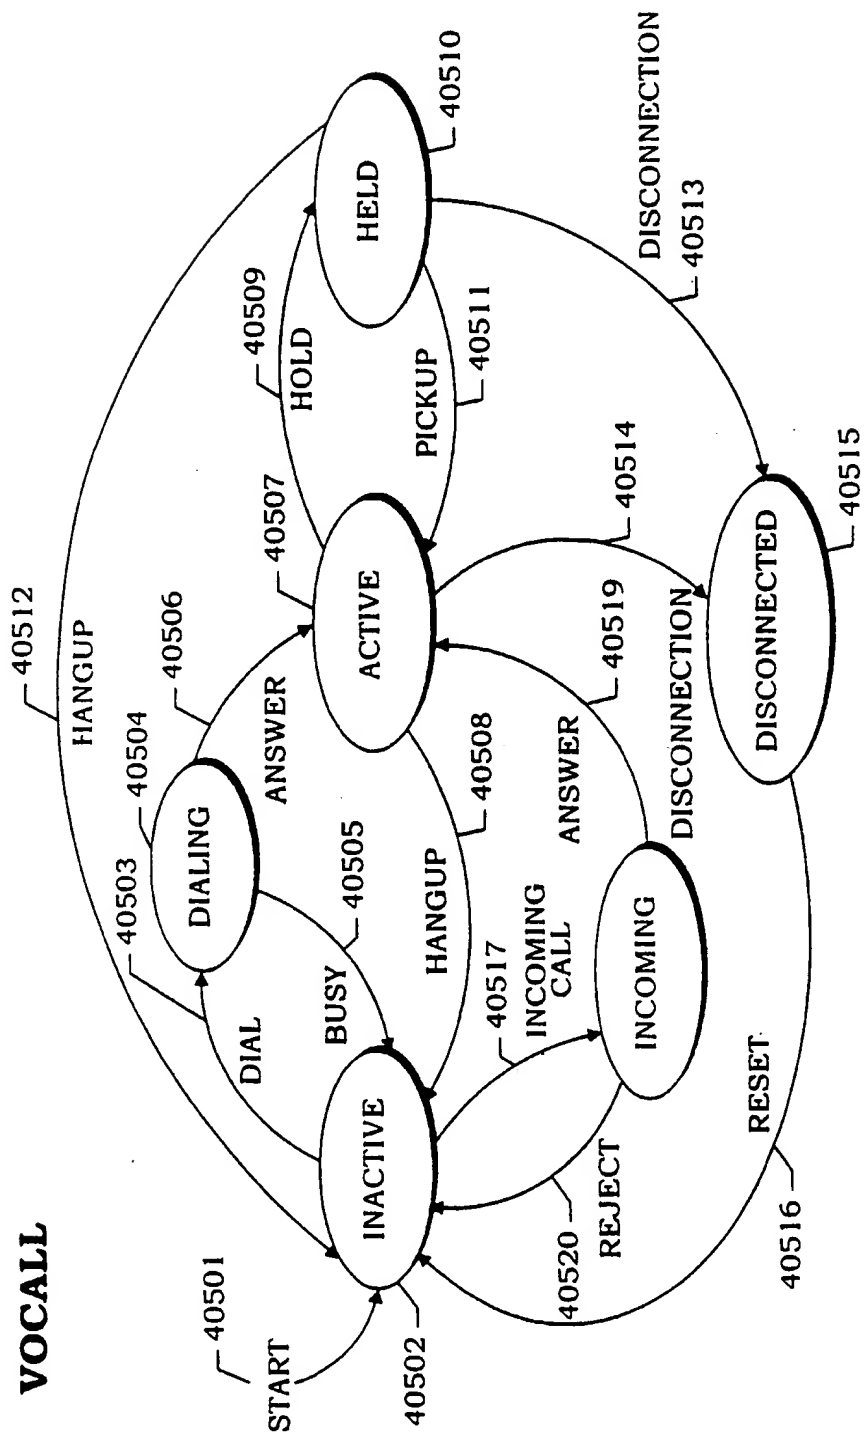 VOCALL
40501
START
40502
INACTIVE
40503
DIAL
40504
DIALING
BUSY
40505
40506
ANSWER
40507
ACTIVE
HANGUP
40508
40509
HOLD
40510
HELD
PICKUP
40511
40512
HANGUP
DISCONNECTION
40513
40514
DISCONNECTION
40515
DISCONNECTED
40516
RESET
40517
INCOMING
CALL
INCOMING
ANSWER
40519
40520
REJECT